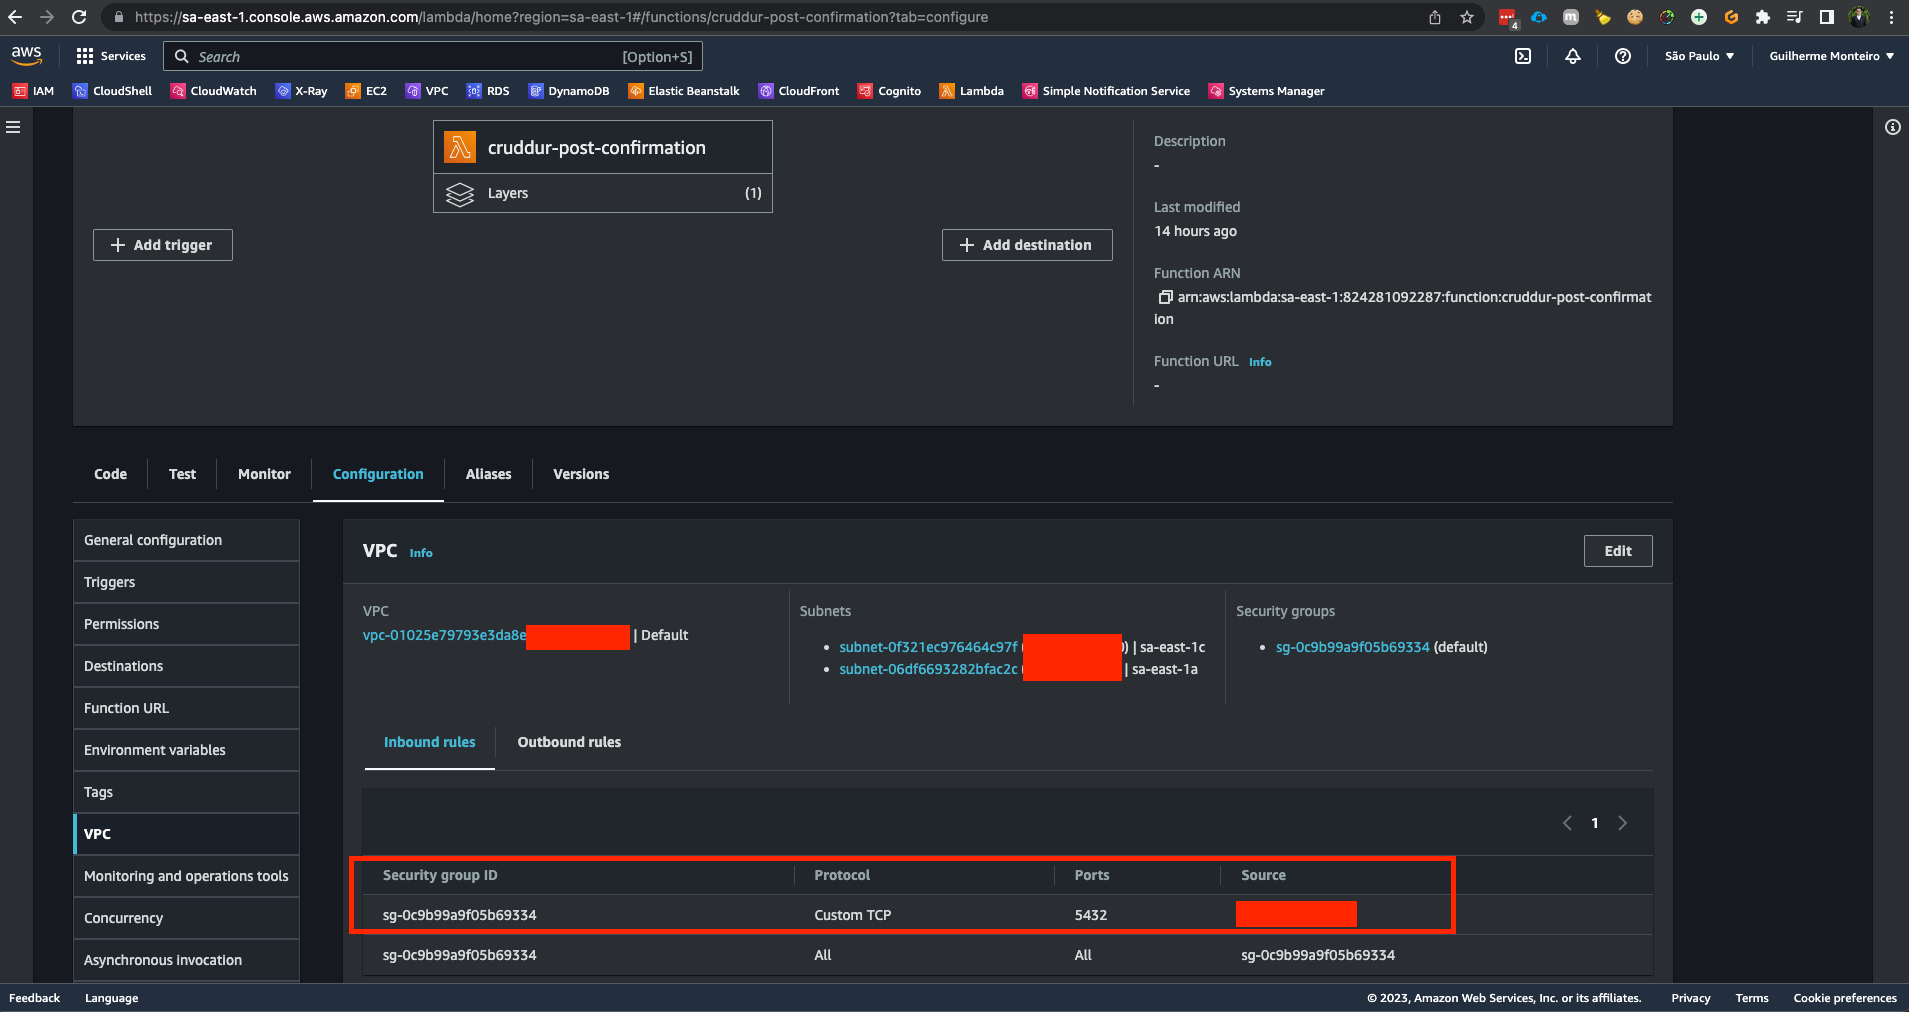 https://sa-east-1.console.aws.amazon.com/lambda/home?region=sa-east-1#/functions/cruddur-post-confirmation?tab=configure
4
aws
Services
Search
[Option+S]
São Paulo
Guilherme Monteiro
IAM
CloudShell
CloudWatch
X-Ray
EC2
VPC
RDS
DynamoDB
Elastic Beanstalk
CloudFront
Cognito
Lambda
Simple Notification Service
Systems Manager
cruddur-post-confirmation
Layers
(1)
Add trigger
Add destination
Description
-
Last modified
14 hours ago
Function ARN
arn:aws:lambda:sa-east-1:824281092287:function:cruddur-post-confirmat
ion
Function URL Info
-
Code
Test
Monitor
Configuration
Aliases
Versions
General configuration
Triggers
Permissions
Destinations
Function URL
Environment variables
Tags
VPC
Monitoring and operations tools
Concurrency
Asynchronous invocation
VPC Info
Edit
VPC
vpc-01025e79793e3da8e | Default
Subnets
subnet-0f321ec976464c97f ( ) | sa-east-1c
subnet-06df6693282bfac2c | sa-east-1a
Security groups
sg-0c9b99a9f05b69334 (default)
Inbound rules
Outbound rules
1
Security group ID Protocol Ports Source
sg-0c9b99a9f05b69334 Custom TCP 5432
sg-0c9b99a9f05b69334 All All sg-0c9b99a9f05b69334
Feedback
Language
© 2023, Amazon Web Services, Inc. or its affiliates.
Privacy
Terms
Cookie preferences